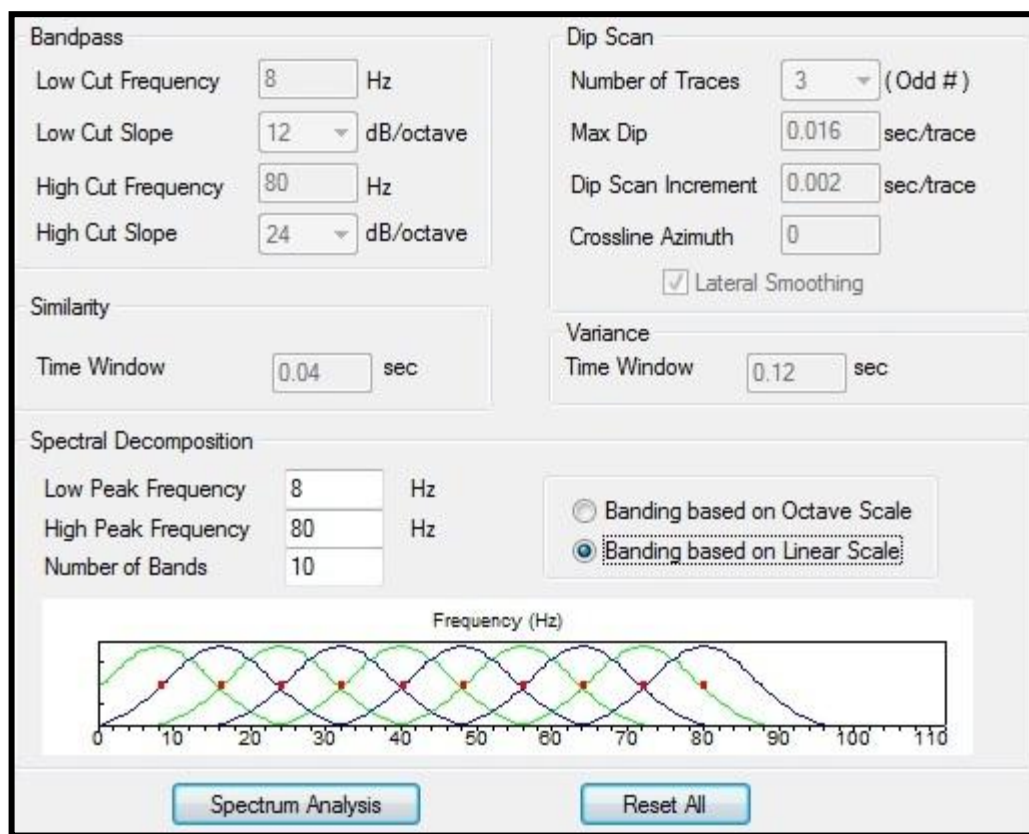 Bandpass
Low Cut Frequency 8 Hz
Low Cut Slope 12 dB/octave
High Cut Frequency 80 Hz
High Cut Slope 24 dB/octave
Dip Scan
Number of Traces 3 (Odd #)
Max Dip 0.016 sec/trace
Dip Scan Increment 0.002 sec/trace
Crossline Azimuth 0
Lateral Smoothing
Similarity
Time Window 0.04 sec
Variance
Time Window 0.12 sec
Spectral Decomposition
Low Peak Frequency 8 Hz
High Peak Frequency 80 Hz
Number of Bands 10
Banding based on Octave Scale
Banding based on Linear Scale
Frequency (Hz)
0 10 20 30 40 50 60 70 80 90 100 110
Spectrum Analysis Reset All